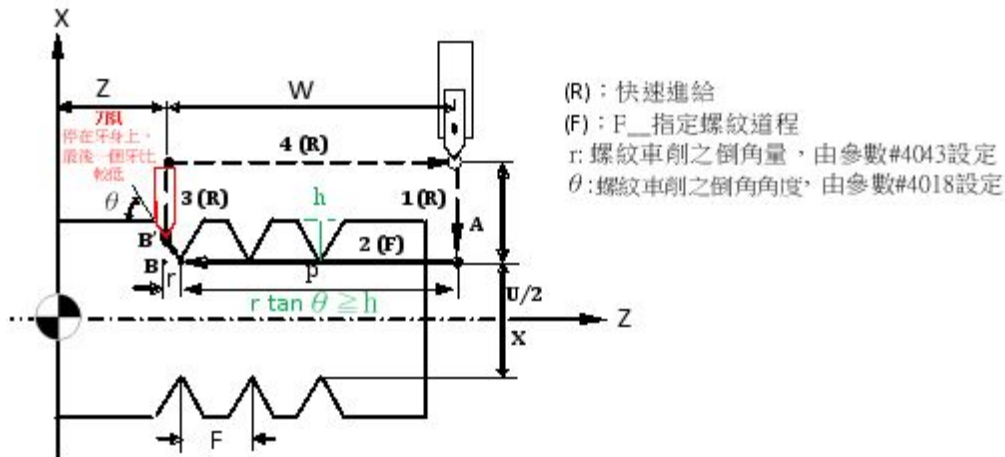 X
Z
W
刀點
停在牙身上,
最後一個牙比
較低
θ
4 (R)
3 (R)
h
1 (R)
A
2 (F)
B'
B
r
p
r tan θ ≧ h
U/2
X
Z
F
(R):快速進給
(F):F__指定螺紋導程
r: 螺紋車削之倒角量,由參數#4043設定
θ: 螺紋車削之倒角角度,由參數#4018設定